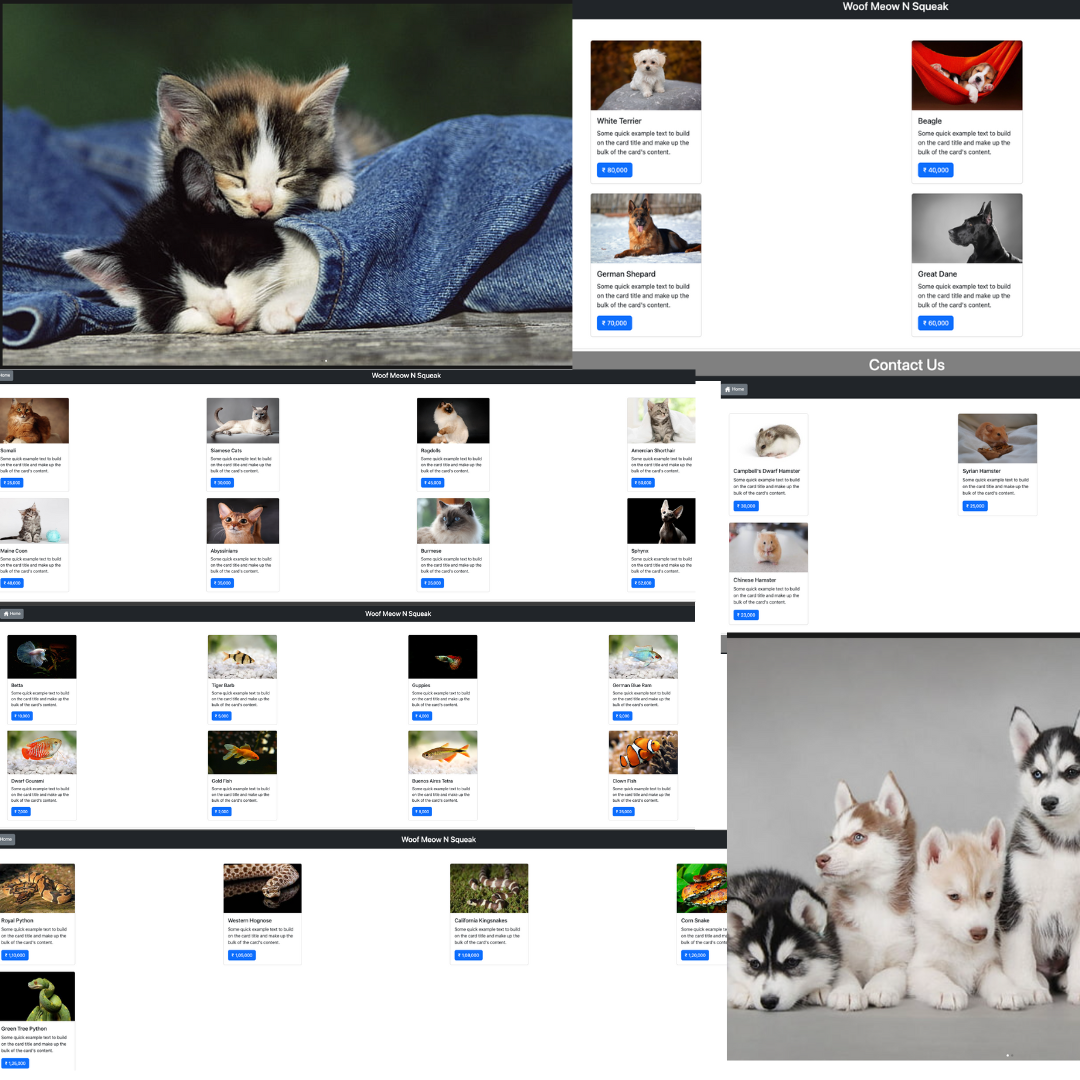 Woof Meow N Squeak
White Terrier
Some quick example text to build
on the card title and make up the
bulk of the card's content.
₹ 80,000
Beagle
Some quick example text to build
on the card title and make up the
bulk of the card's content.
₹ 40,000
German Shepard
Some quick example text to build
on the card title and make up the
bulk of the card's content.
₹ 70,000
Great Dane
Some quick example text to build
on the card title and make up the
bulk of the card's content.
₹ 60,000
Contact Us
Home
Woof Meow N Squeak
Somali
Some quick example text to build
on the card title and make up the
bulk of the card's content.
Siamese Cats
Some quick example text to build
on the card title and make up the
bulk of the card's content.
₹ 30,000
Ragdolls
Some quick example text to build
on the card title and make up the
bulk of the card's content.
₹ 45,000
Amercian Shorthair
Some quick example text to build
on the card title and make up the
bulk of the card's content.
₹ 50,000
Maine Coon
Some quick example text to build
on the card title and make up the
bulk of the card's content.
₹ 48,000
Abyssinians
Some quick example text to build
on the card title and make up the
bulk of the card's content.
Burmese
Some quick example text to build
on the card title and make up the
bulk of the card's content.
Sphynx
Some quick example text to build
on the card title and make up the
bulk of the card's content.
₹ 52,000
Home
Campbell's Dwarf Hamster
Some quick example text to build
on the card title and make up the
bulk of the card's content.
₹ 30,000
Syrian Hamster
Some quick example text to build
on the card title and make up the
bulk of the card's content.
₹ 25,000
Chinese Hamster
Some quick example text to build
on the card title and make up the
bulk of the card's content.
₹ 23,000
Home
Woof Meow N Squeak
Betta
Some quick example text to build
on the card title and make up the
bulk of the card's content.
₹ 10,000
Tiger Barb
Some quick example text to build
on the card title and make up the
bulk of the card's content.
Guppies
Some quick example text to build
on the card title and make up the
bulk of the card's content.
German Blue Ram
Some quick example text to build
on the card title and make up the
bulk of the card's content.
Dwarf Gourami
Some quick example text to build
on the card title and make up the
bulk of the card's content.
Gold Fish
Some quick example text to build
on the card title and make up the
bulk of the card's content.
Buenos Aires Tetra
Some quick example text to build
on the card title and make up the
bulk of the card's content.
Clown Fish
Some quick example text to build
on the card title and make up the
bulk of the card's content.
Home
Woof Meow N Squeak
Royal Python
Some quick example text to build
on the card title and make up the
bulk of the card's content.
₹ 1,10,000
Western Hognose
Some quick example text to build
on the card title and make up the
bulk of the card's content.
California Kingsnakes
Some quick example text to build
on the card title and make up the
bulk of the card's content.
Corn Snake
Some quick example text
on the card title and m
bulk of the card's conte
₹ 1,20,000
Green Tree Python
Some quick example text to build
on the card title and make up the
bulk of the card's content.
₹ 1,25,000